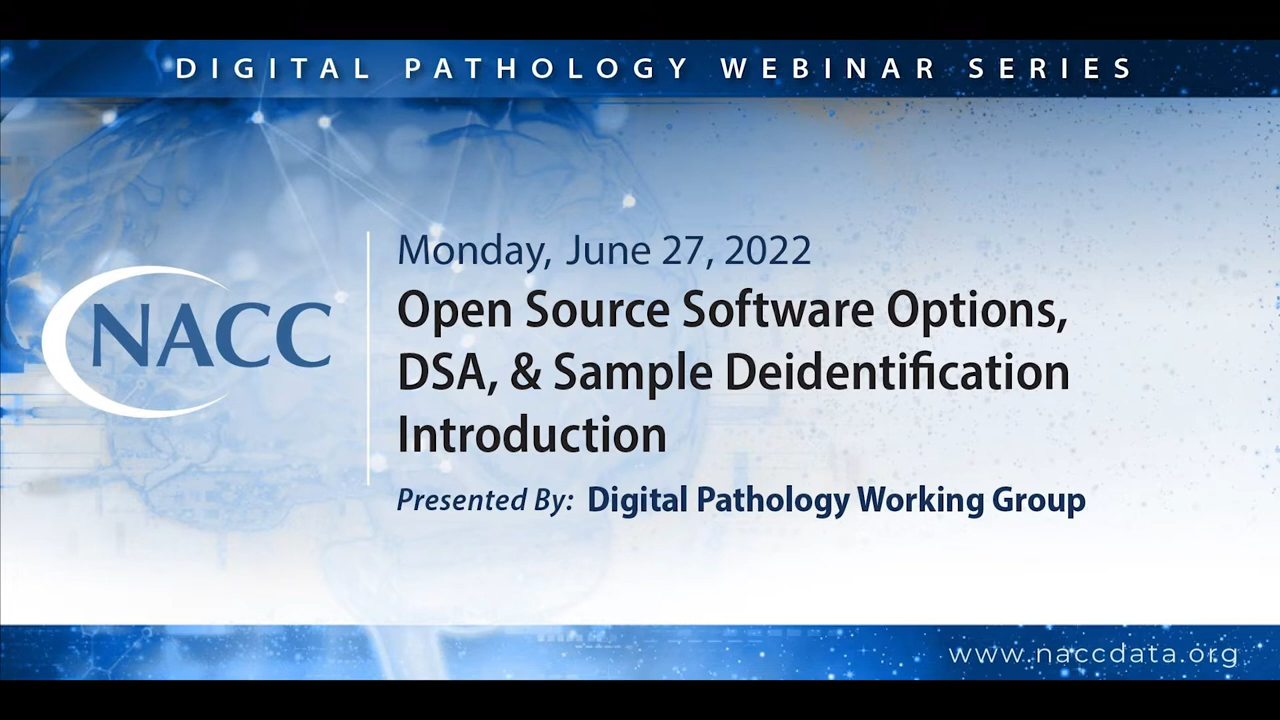 DIGITAL PATHOLOGY WEBINAR SERIES
NACC
Monday, June 27, 2022
Open Source Software Options,
DSA, & Sample Deidentification
Introduction
Presented By: Digital Pathology Working Group
www.naccdata.org